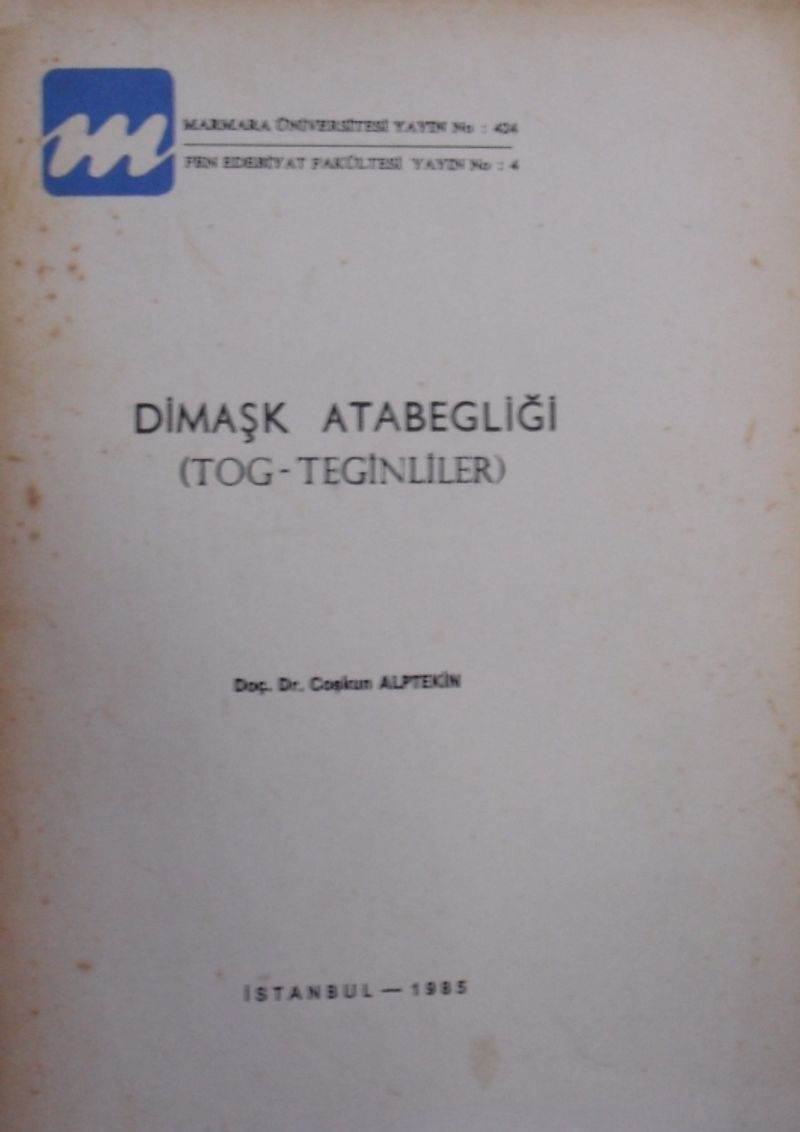 MARMARA ÜNİVERSİTESİ YAYIN No : 424
FEN EDEBİYAT FAKÜLTESİ YAYIN No : 4
DİMAŞK ATABEGLİĞİ
(TOG-TEGİNLİLER)
Doç. Dr. Coşkun ALPTEKİN
İSTANBUL — 1985